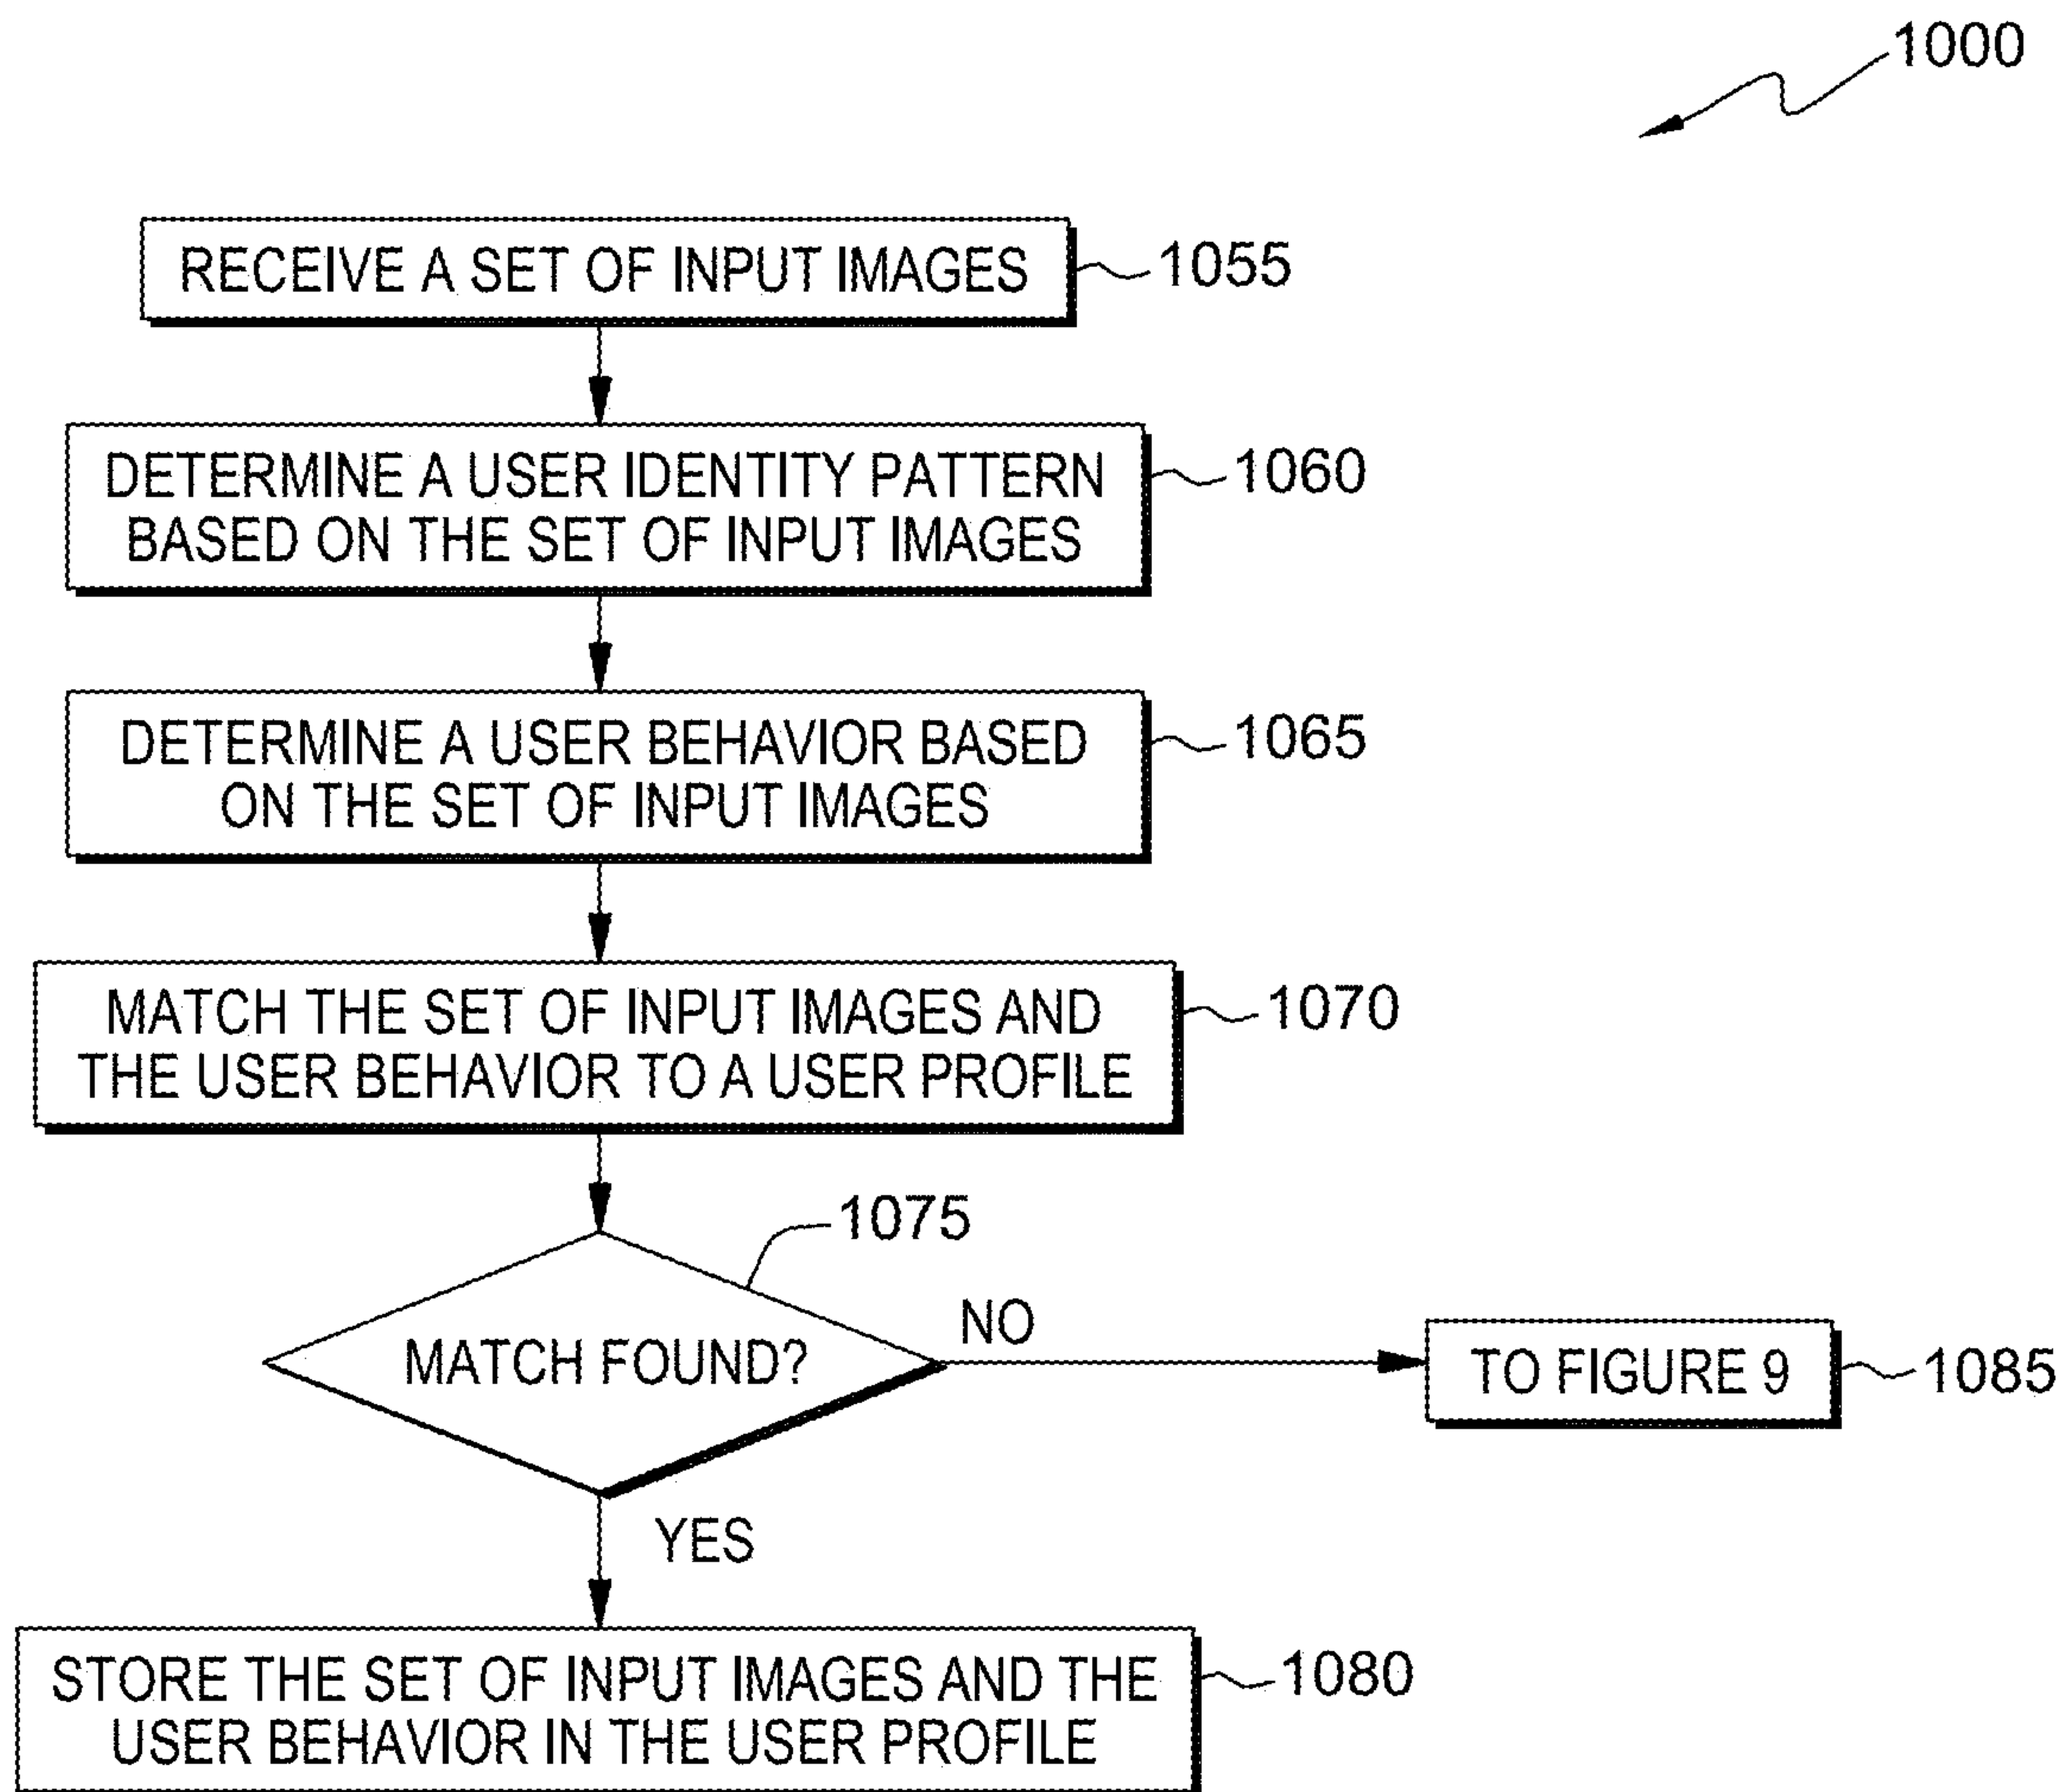 1000
RECEIVE A SET OF INPUT IMAGES
1055
DETERMINE A USER IDENTITY PATTERN
BASED ON THE SET OF INPUT IMAGES
1060
DETERMINE A USER BEHAVIOR BASED
ON THE SET OF INPUT IMAGES
1065
MATCH THE SET OF INPUT IMAGES AND
THE USER BEHAVIOR TO A USER PROFILE
1070
1075
MATCH FOUND?
NO
TO FIGURE 9
1085
YES
STORE THE SET OF INPUT IMAGES AND THE
USER BEHAVIOR IN THE USER PROFILE
1080